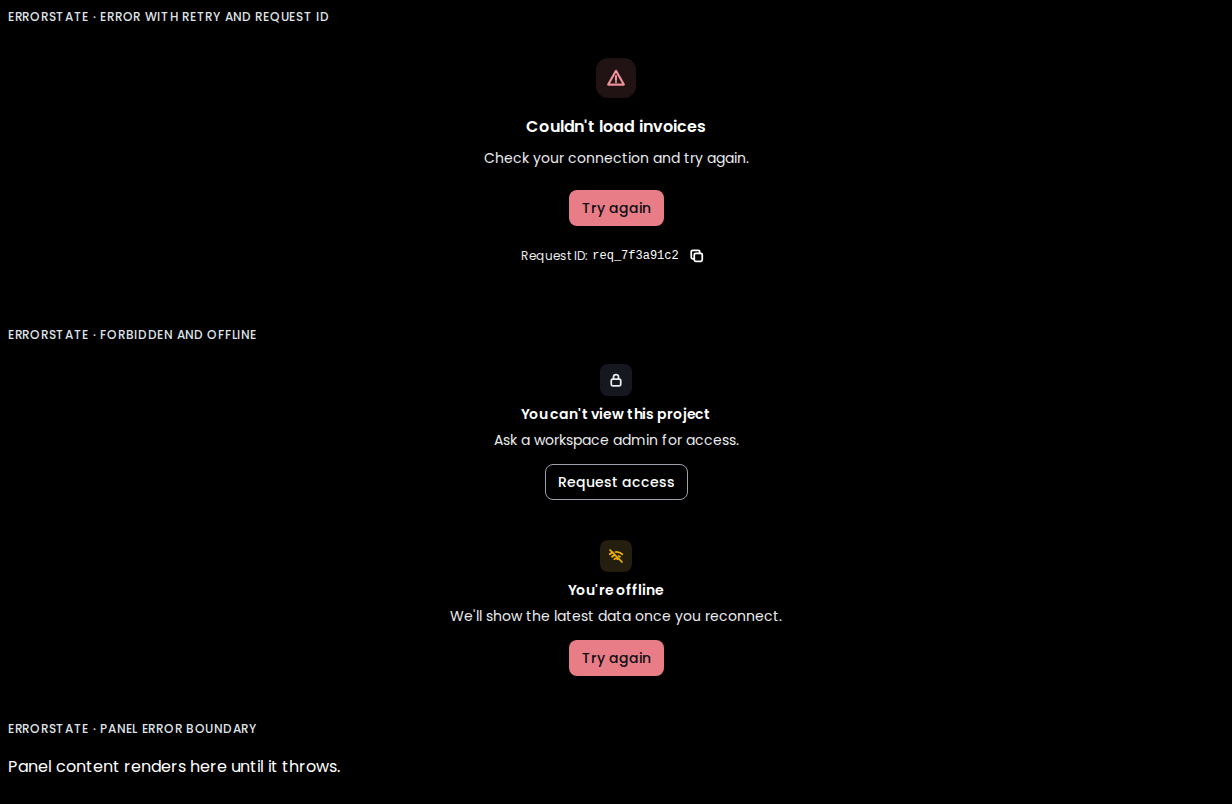 ERRORSTATE · ERROR WITH RETRY AND REQUEST ID
Couldn't load invoices
Check your connection and try again.
Try again
Request ID: req_7f3a91c2
ERRORSTATE · FORBIDDEN AND OFFLINE
You can't view this project
Ask a workspace admin for access.
Request access
You're offline
We'll show the latest data once you reconnect.
Try again
ERRORSTATE · PANEL ERROR BOUNDARY
Panel content renders here until it throws.